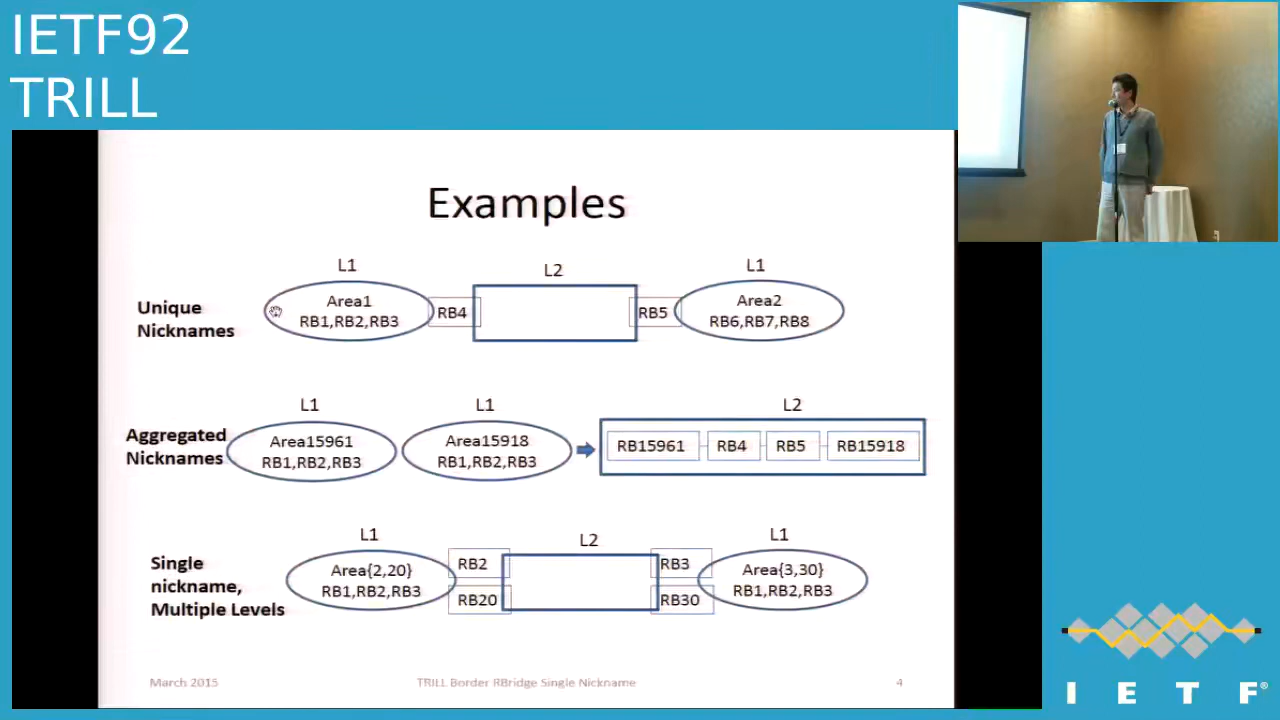 IETF92
TRILL
Examples
L1
L2
L1
Unique
Nicknames
Area1
RB1,RB2,RB3
RB4
RB5
Area2
RB6,RB7,RB8
L1
L1
L2
Aggregated
Nicknames
Area15961
RB1,RB2,RB3
Area15918
RB1,RB2,RB3
RB15961
RB4
RB5
RB15918
L1
L2
L1
Single
nickname,
Multiple Levels
Area{2,20}
RB1,RB2,RB3
RB2
RB20
RB3
RB30
Area{3,30}
RB1,RB2,RB3
March 2015
TRILL Border RBridge Single Nickname
4
I E T F®